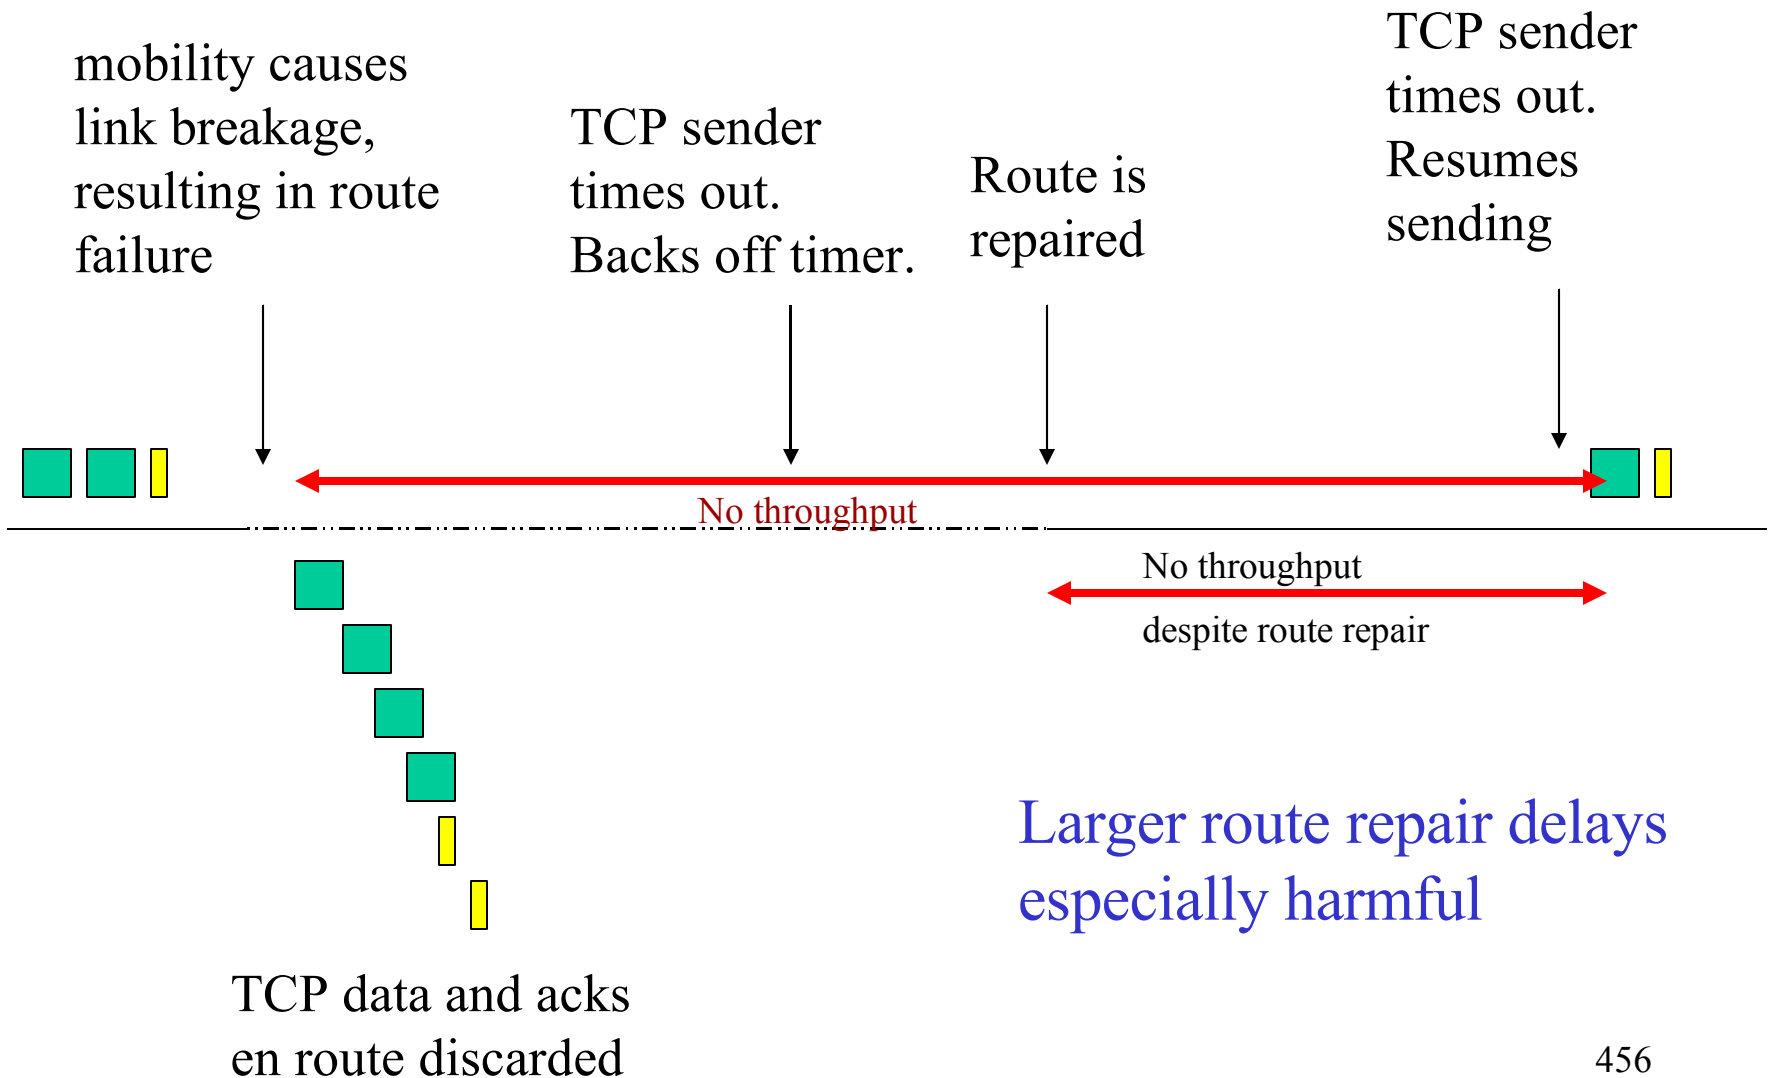 mobility causes
link breakage,
resulting in route
failure
TCP sender
times out.
Backs off timer.
Route is
repaired
TCP sender
times out.
Resumes
sending
No throughput
No throughput
despite route repair
Larger route repair delays
especially harmful
TCP data and acks
en route discarded
456